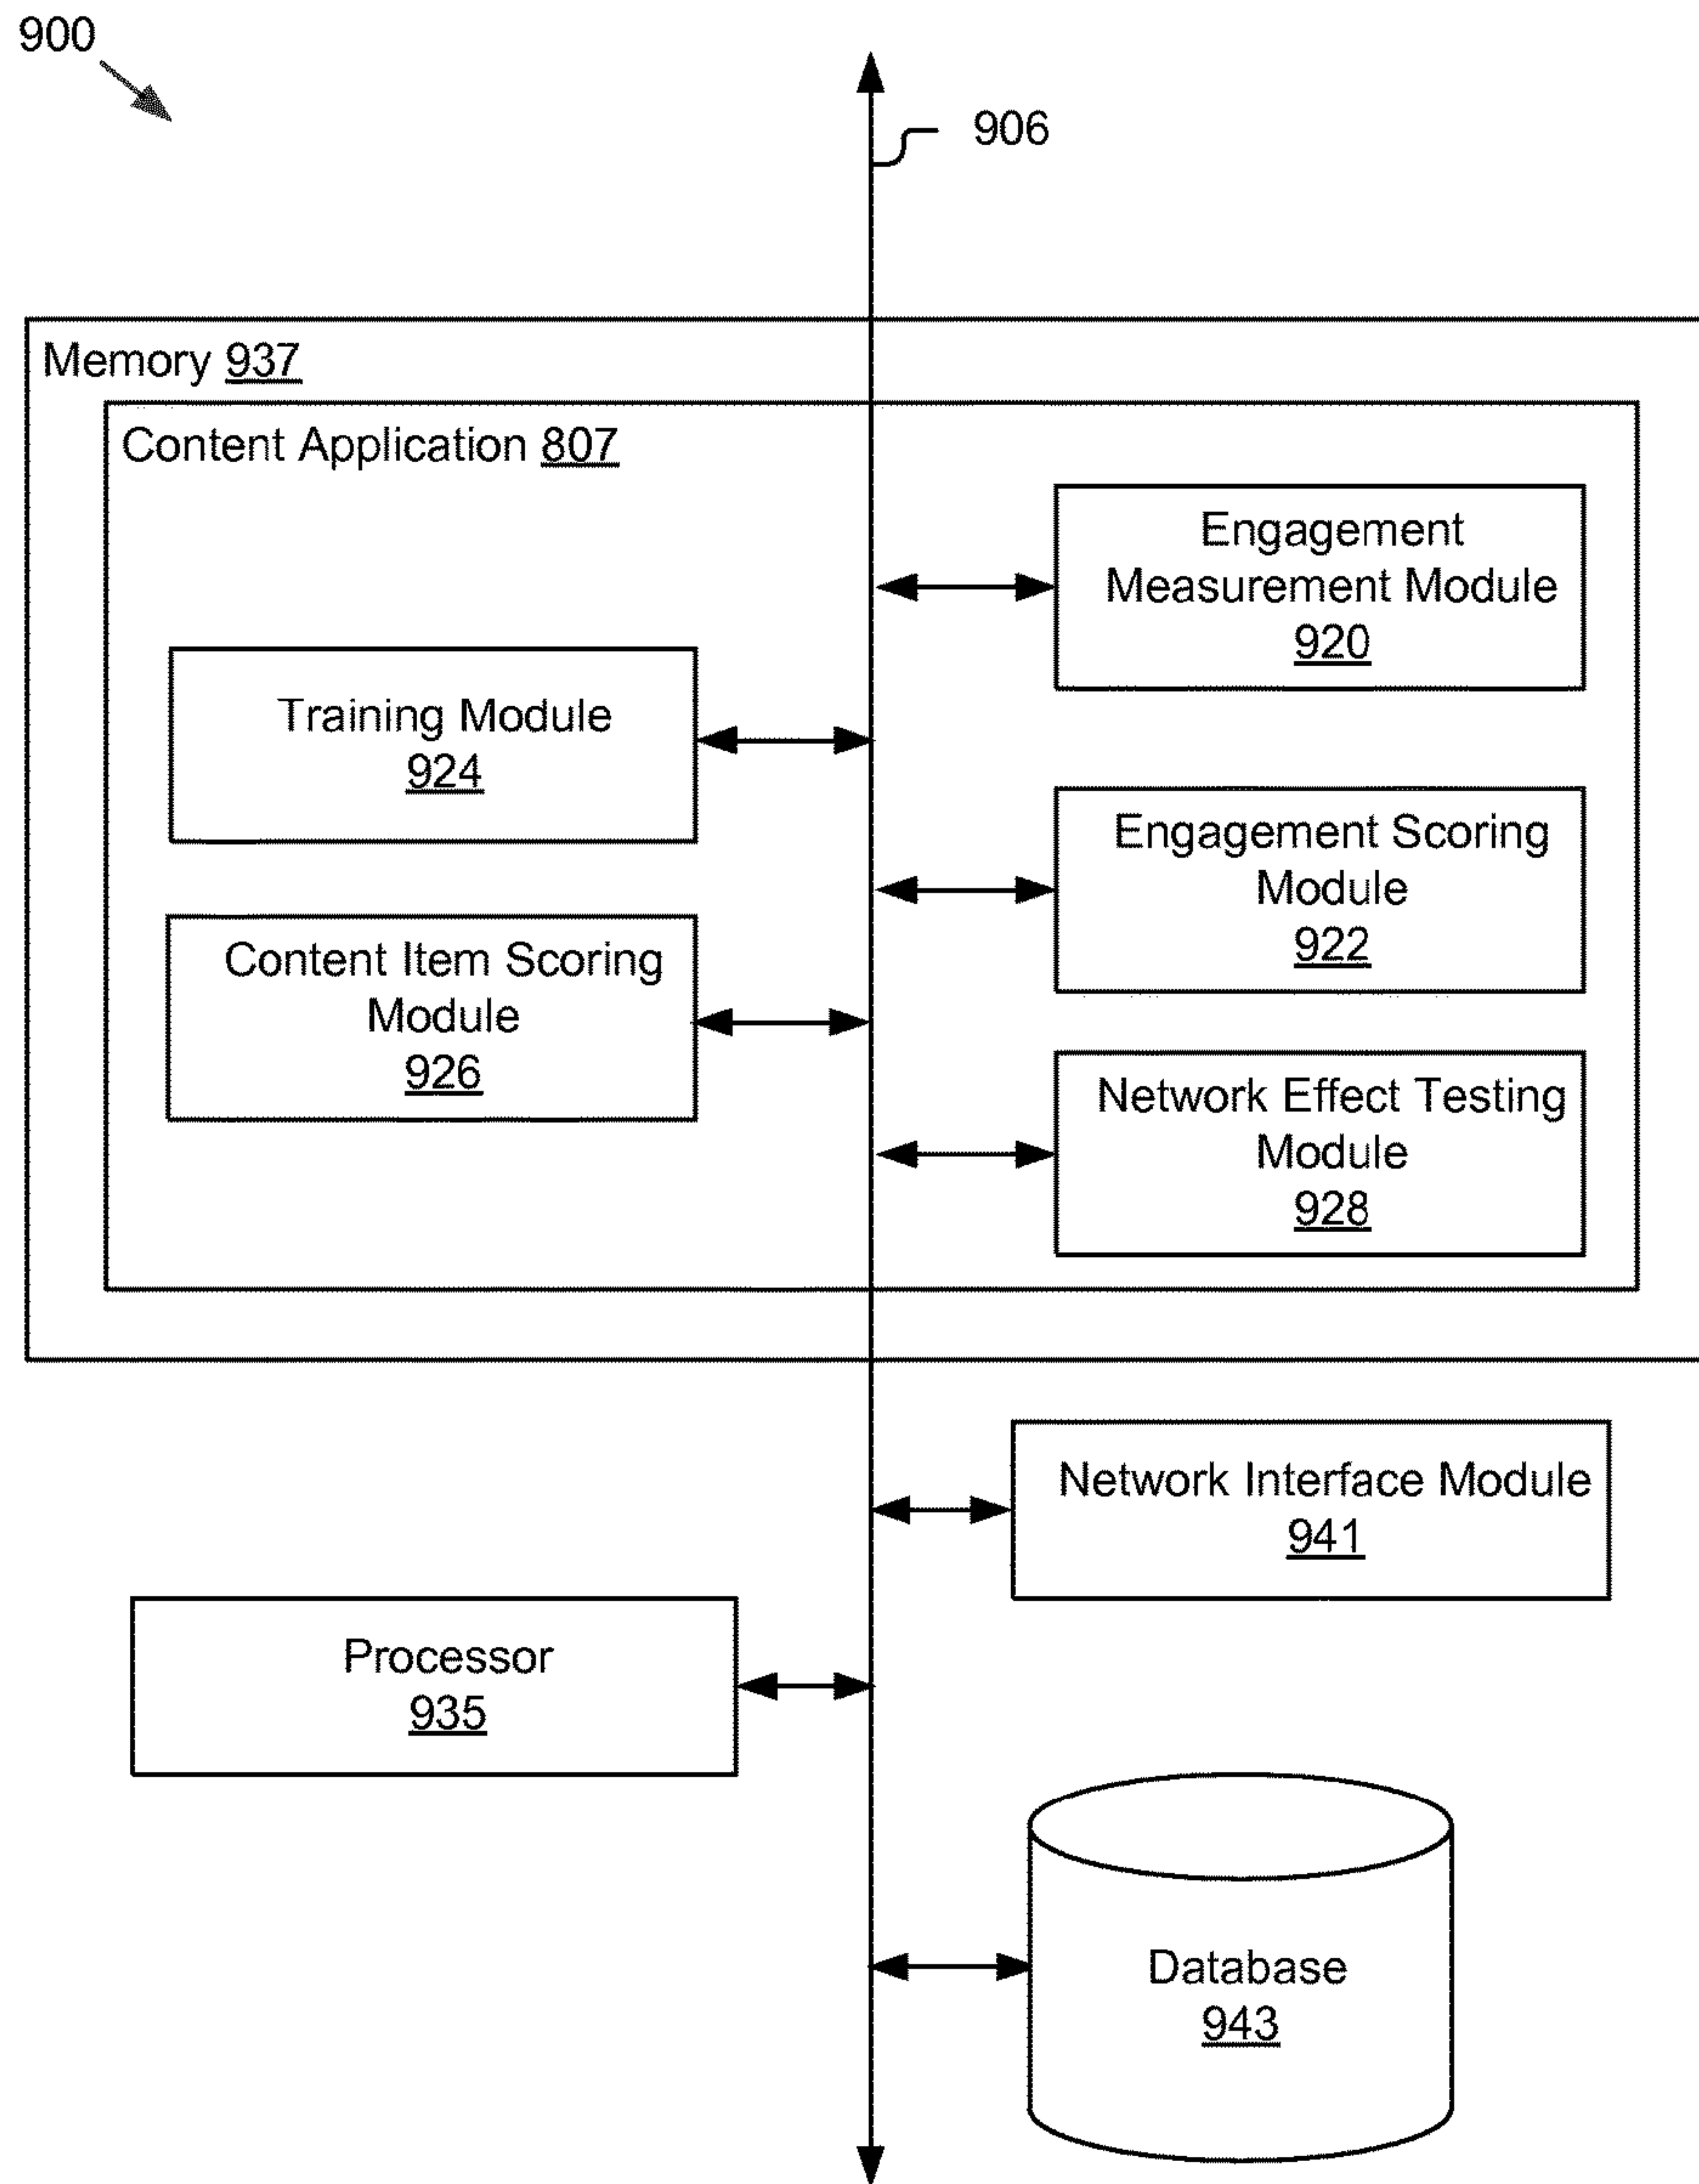 900
906
Memory 937
Content Application 807
Engagement
Measurement Module
920
Training Module
924
Engagement Scoring
Module
922
Content Item Scoring
Module
926
Network Effect Testing
Module
928
Network Interface Module
941
Processor
935
Database
943